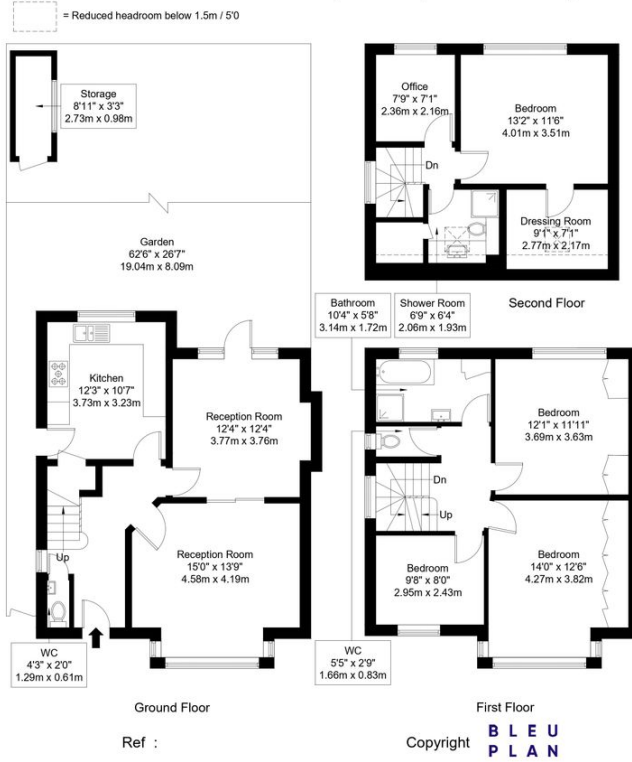 = Reduced headroom below 1.5m / 5'0
Storage
8'11" x 3'3"
2.73m x 0.98m
Garden
62'6" x 26'7"
19.04m x 8.09m
Kitchen
12'3" x 10'7"
3.73m x 3.23m
Reception Room
12'4" x 12'4"
3.77m x 3.76m
Reception Room
15'0" x 13'9"
4.58m x 4.19m
Up
WC
4'3" x 2'0"
1.29m x 0.61m
Ground Floor
Office
7'9" x 7'1"
2.36m x 2.16m
Bedroom
13'2" x 11'6"
4.01m x 3.51m
Dn
Dressing Room
9'1" x 7'1"
2.77m x 2.17m
Shower Room
6'9" x 6'4"
2.06m x 1.93m
Second Floor
Bathroom
10'4" x 5'8"
3.14m x 1.72m
Bedroom
12'1" x 11'11"
3.69m x 3.63m
Dn
Up
Bedroom
9'8" x 8'0"
2.95m x 2.43m
Bedroom
14'0" x 12'6"
4.27m x 3.82m
WC
5'5" x 2'9"
1.66m x 0.83m
First Floor
Ref :
Copyright
BLEU
PLAN